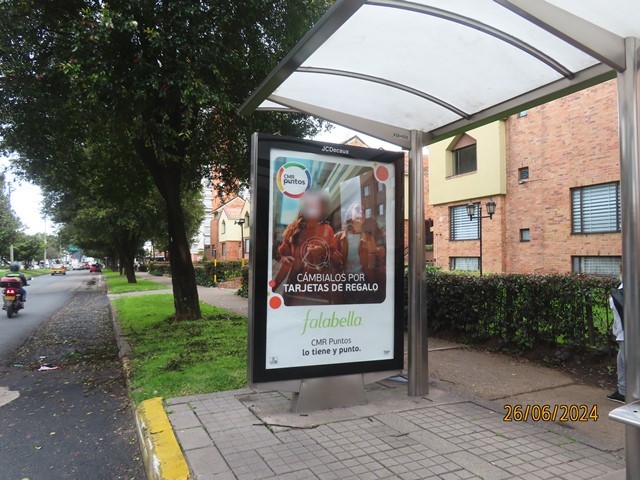 JCDecaux
CMR
puntos
CÁMBIALOS POR
TARJETAS DE REGALO
falabella
CMR Puntos
lo tiene y punto.
26/06/2024